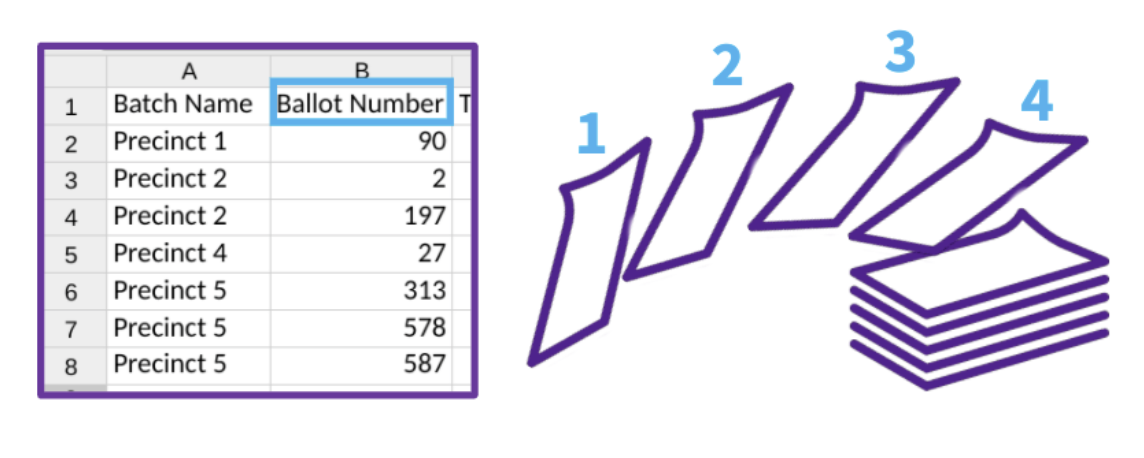 A B
1 Batch Name Ballot Number T
2 Precinct 1 90
3 Precinct 2 2
4 Precinct 2 197
5 Precinct 4 27
6 Precinct 5 313
7 Precinct 5 578
8 Precinct 5 587
1 2 3 4